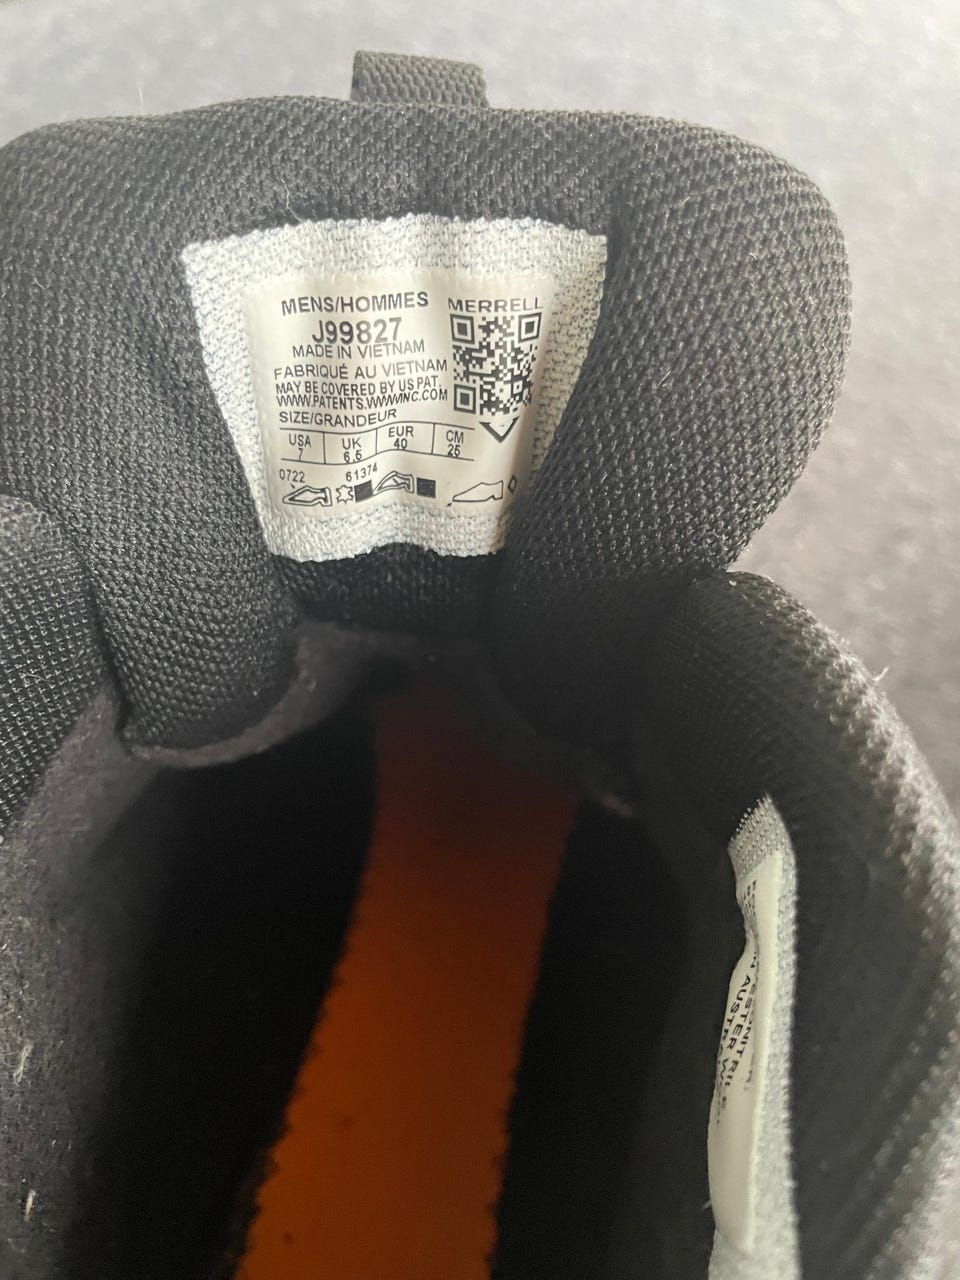 MENS/HOMMES
MERRELL
J99827
MADE IN VIETNAM
FABRIQUÉ AU VIETNAM
MAY BE COVERED BY US PAT.
WWW.PATENTS.WWWINC.COM
SIZE/GRANDEUR
USA UK EUR CM
7 6.5 40 25
0722 61374